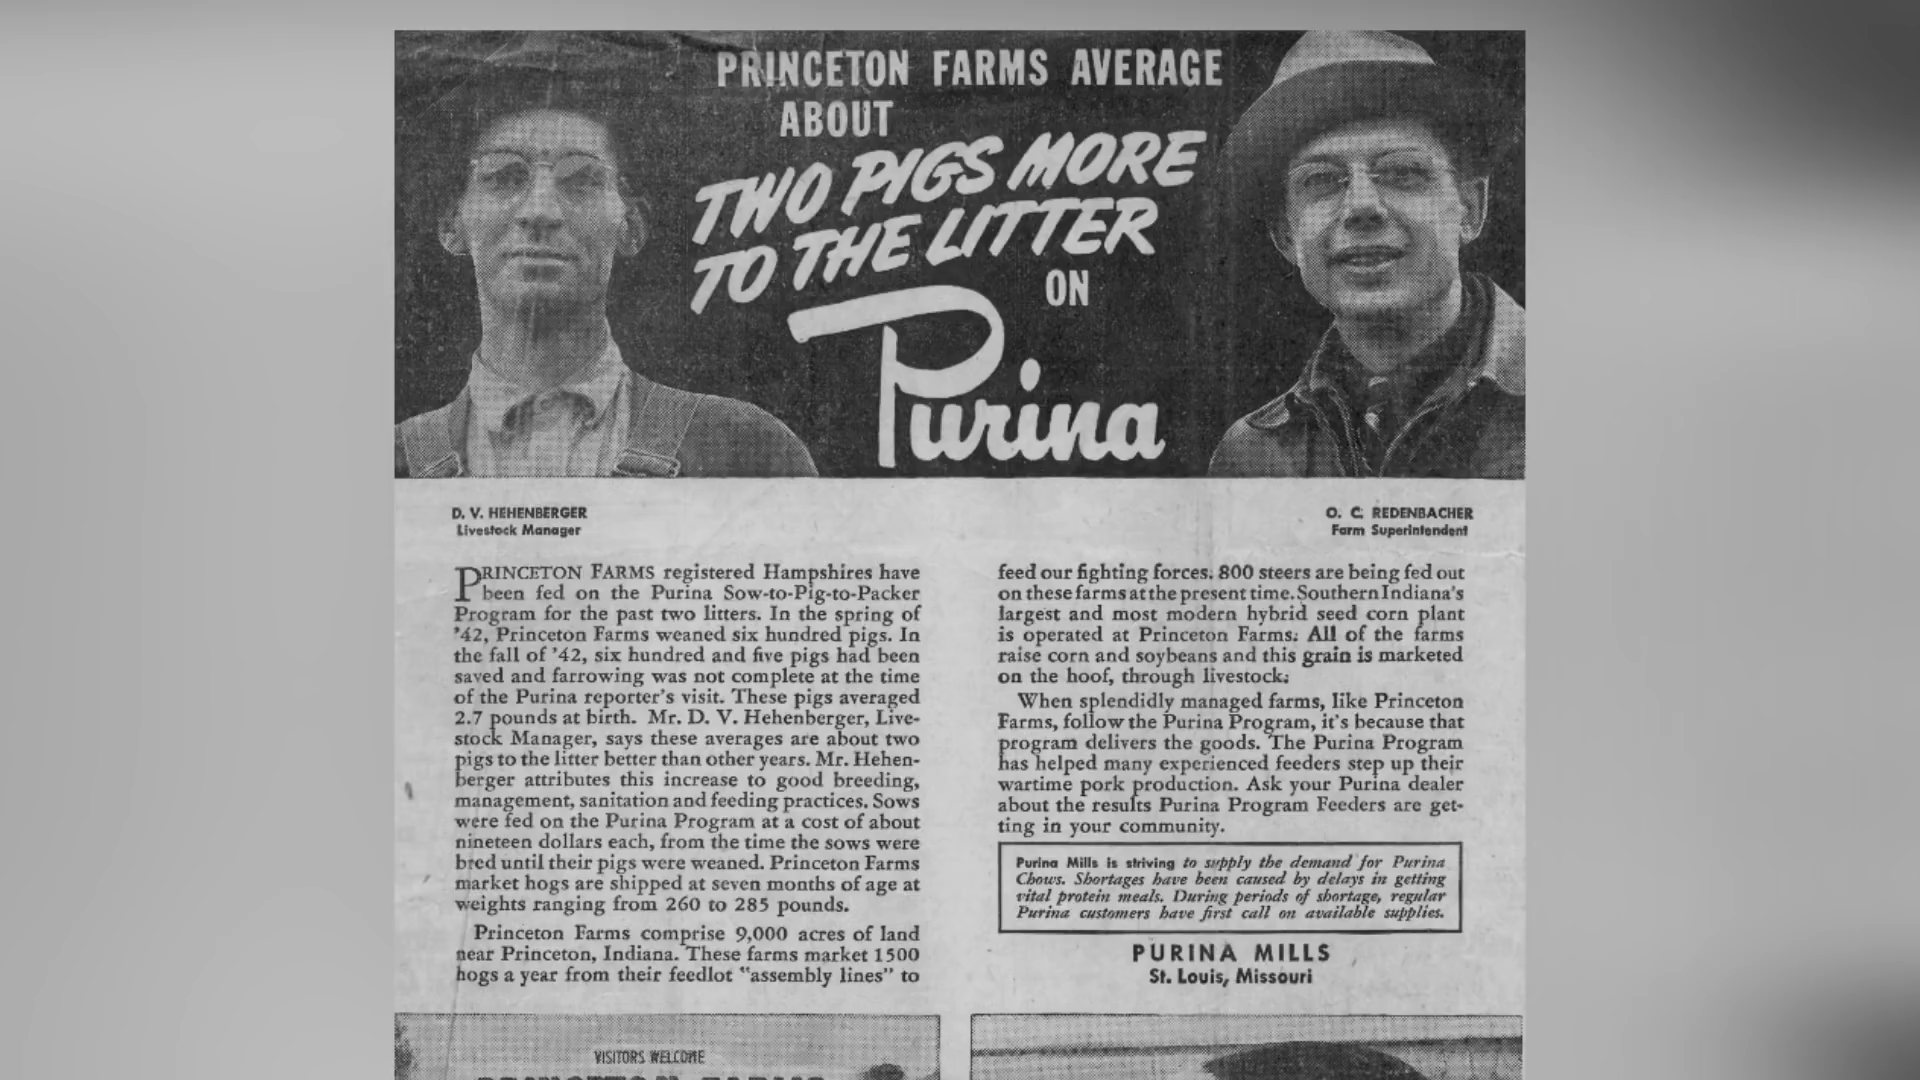 PRINCETON FARMS AVERAGE
ABOUT
TWO PIGS MORE
TO THE LITTER
ON
Purina
D. V. HEHENBERGER
Livestock Manager
O. C. REDENBACHER
Farm Superintendent
PRINCETON FARMS registered Hampshires have
been fed on the Purina Sow-to-Pig-to-Packer
Program for the past two litters. In the spring of
'42, Princeton Farms weaned six hundred pigs. In
the fall of '42, six hundred and five pigs had been
saved and farrowing was not complete at the time
of the Purina reporter's visit. These pigs averaged
2.7 pounds at birth. Mr. D. V. Hehenberger, Live-
stock Manager, says these averages are about two
pigs to the litter better than other years. Mr. Hehen-
berger attributes this increase to good breeding,
management, sanitation and feeding practices. Sows
were fed on the Purina Program at a cost of about
nineteen dollars each, from the time the sows were
bred until their pigs were weaned. Princeton Farms
market hogs are shipped at seven months of age at
weights ranging from 260 to 285 pounds.
Princeton Farms comprise 9,000 acres of land
near Princeton, Indiana. These farms market 1500
hogs a year from their feedlot "assembly lines" to
feed our fighting forces. 800 steers are being fed out
on these farms at the present time. Southern Indiana's
largest and most modern hybrid seed corn plant
is operated at Princeton Farms. All of the farms
raise corn and soybeans and this grain is marketed
on the hoof, through livestock.
When splendidly managed farms, like Princeton
Farms, follow the Purina Program, it's because that
program delivers the goods. The Purina Program
has helped many experienced feeders step up their
wartime pork production. Ask your Purina dealer
about the results Purina Program Feeders are get-
ting in your community.
Purina Mills is striving to supply the demand for Purina
Chows. Shortages have been caused by delays in getting
vital protein meals. During periods of shortage, regular
Purina customers have first call on available supplies.
PURINA MILLS
St. Louis, Missouri
VISITORS WELCOME
PRINCETON FARMS